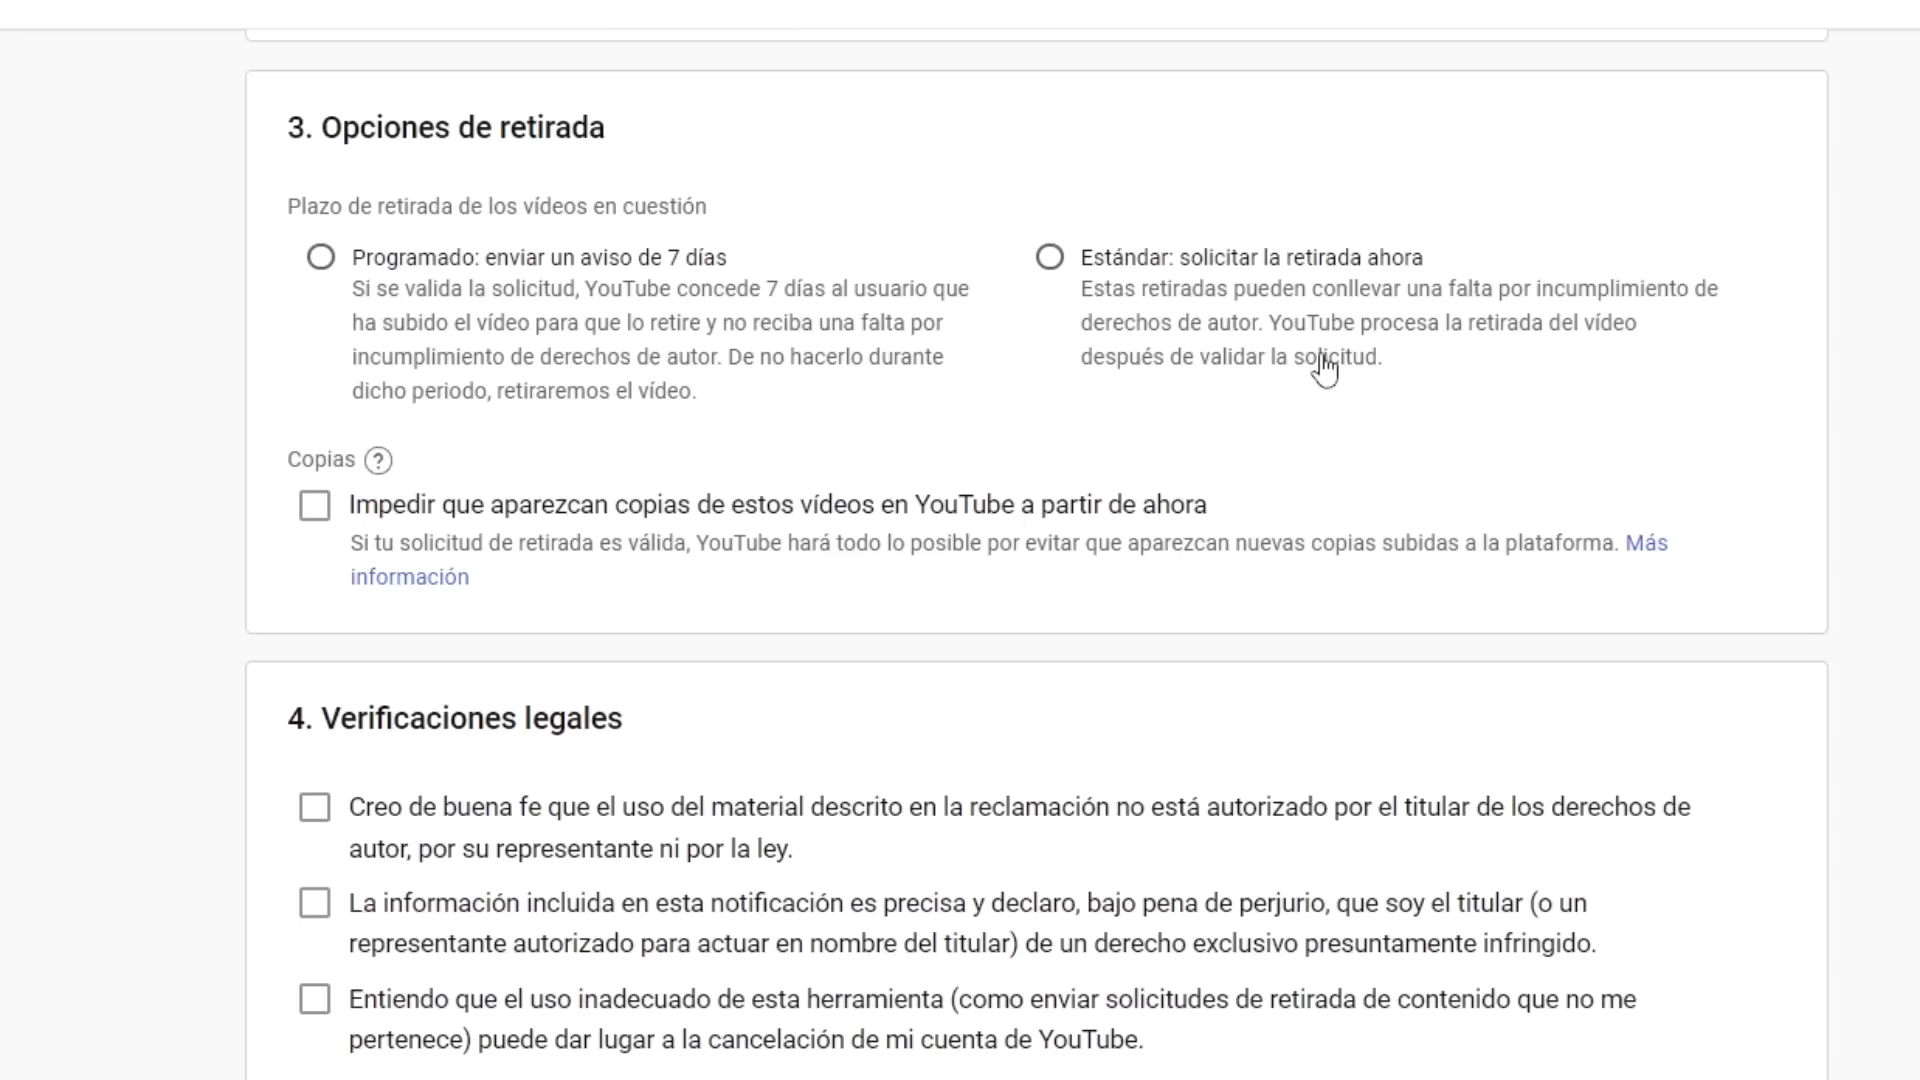 3. Opciones de retirada
Plazo de retirada de los vídeos en cuestión
Programado: enviar un aviso de 7 días
Si se valida la solicitud, YouTube concede 7 días al usuario que
ha subido el vídeo para que lo retire y no reciba una falta por
incumplimiento de derechos de autor. De no hacerlo durante
dicho periodo, retiraremos el vídeo.
Estándar: solicitar la retirada ahora
Estas retiradas pueden conllevar una falta por incumplimiento de
derechos de autor. YouTube procesa la retirada del vídeo
después de validar la solicitud.
Copias ?
Impedir que aparezcan copias de estos vídeos en YouTube a partir de ahora
Si tu solicitud de retirada es válida, YouTube hará todo lo posible por evitar que aparezcan nuevas copias subidas a la plataforma. Más
información
4. Verificaciones legales
Creo de buena fe que el uso del material descrito en la reclamación no está autorizado por el titular de los derechos de
autor, por su representante ni por la ley.
La información incluida en esta notificación es precisa y declaro, bajo pena de perjurio, que soy el titular (o un
representante autorizado para actuar en nombre del titular) de un derecho exclusivo presuntamente infringido.
Entiendo que el uso inadecuado de esta herramienta (como enviar solicitudes de retirada de contenido que no me
pertenece) puede dar lugar a la cancelación de mi cuenta de YouTube.